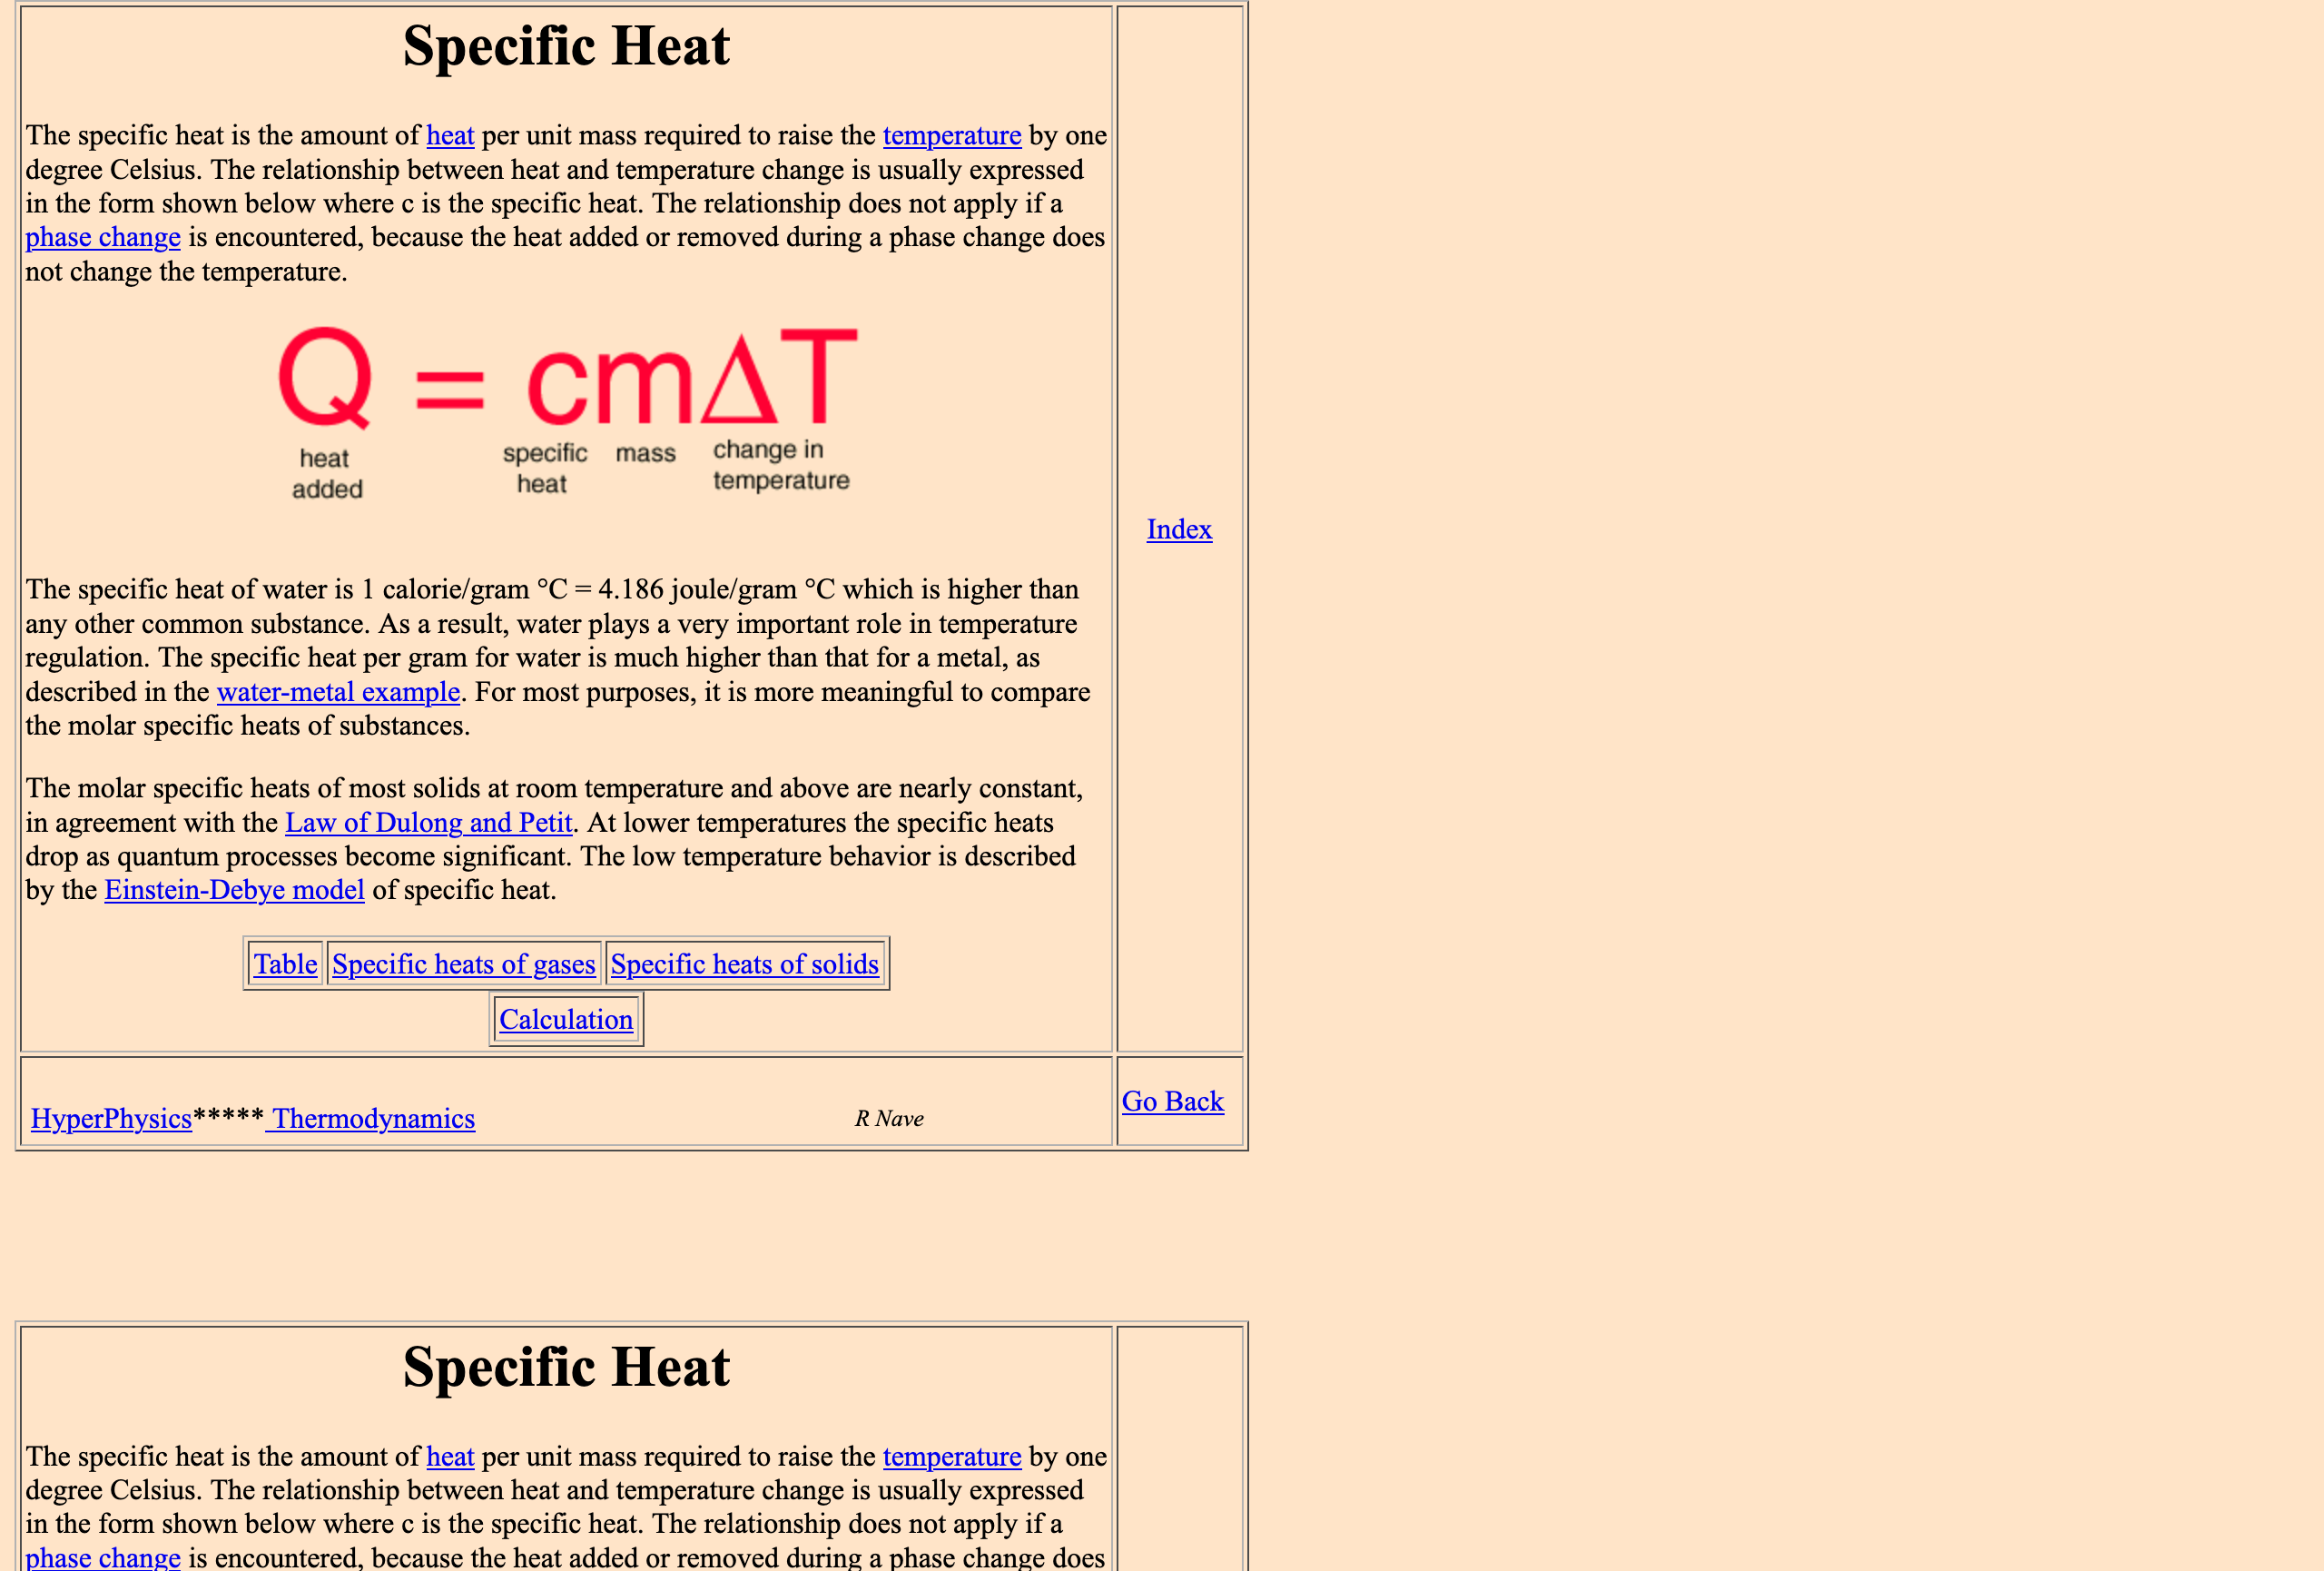 Specific Heat
The specific heat is the amount of heat per unit mass required to raise the temperature by one
degree Celsius. The relationship between heat and temperature change is usually expressed
in the form shown below where c is the specific heat. The relationship does not apply if a
phase change is encountered, because the heat added or removed during a phase change does
not change the temperature.
Q = cmΔT
heat added
specific heat
mass
change in temperature
Index
The specific heat of water is 1 calorie/gram °C = 4.186 joule/gram °C which is higher than
any other common substance. As a result, water plays a very important role in temperature
regulation. The specific heat per gram for water is much higher than that for a metal, as
described in the water-metal example. For most purposes, it is more meaningful to compare
the molar specific heats of substances.
The molar specific heats of most solids at room temperature and above are nearly constant,
in agreement with the Law of Dulong and Petit. At lower temperatures the specific heats
drop as quantum processes become significant. The low temperature behavior is described
by the Einstein-Debye model of specific heat.
Table Specific heats of gases Specific heats of solids
Calculation
HyperPhysics***** Thermodynamics R Nave Go Back
Specific Heat
The specific heat is the amount of heat per unit mass required to raise the temperature by one
degree Celsius. The relationship between heat and temperature change is usually expressed
in the form shown below where c is the specific heat. The relationship does not apply if a
phase change is encountered, because the heat added or removed during a phase change does